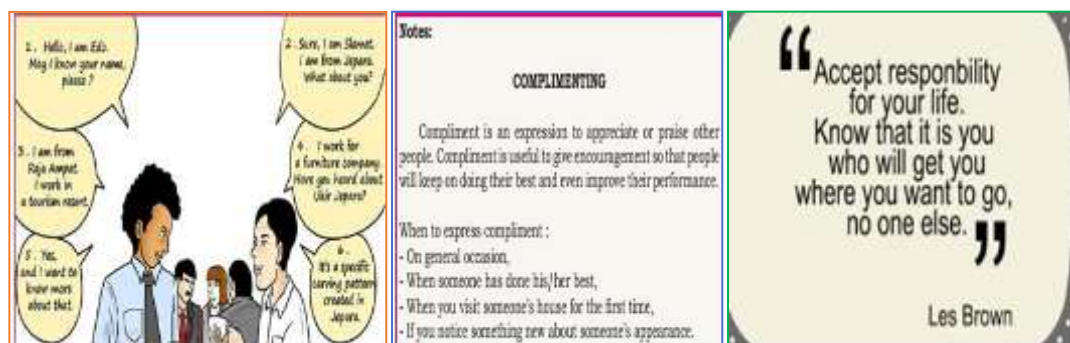 1. Hello, I am Edo.
May I know your name,
please?
2. Sure, I am Slamet.
I am from Jepara.
What about you?
3. I am from
Raja Ampat.
I work in
a tourism resort.
4. I work for
a furniture company.
Have you heard about
Ukir Jepara?
5. Yes,
and I want to
know more
about that.
6.
It's a specific
carving pattern
created in
Jepara.
Notes:
COMPLIMENTING
Compliment is an expression to appreciate or praise other
people. Compliment is useful to give encouragement so that people
will keep on doing their best and even improve their performance.
When to express compliment :
- On general occasion,
- When someone has done his/her best,
- When you visit someone's house for the first time,
- If you notice something new about someone's appearance.
“Accept responbility
for your life.
Know that it is you
who will get you
where you want to go,
no one else.”
Les Brown